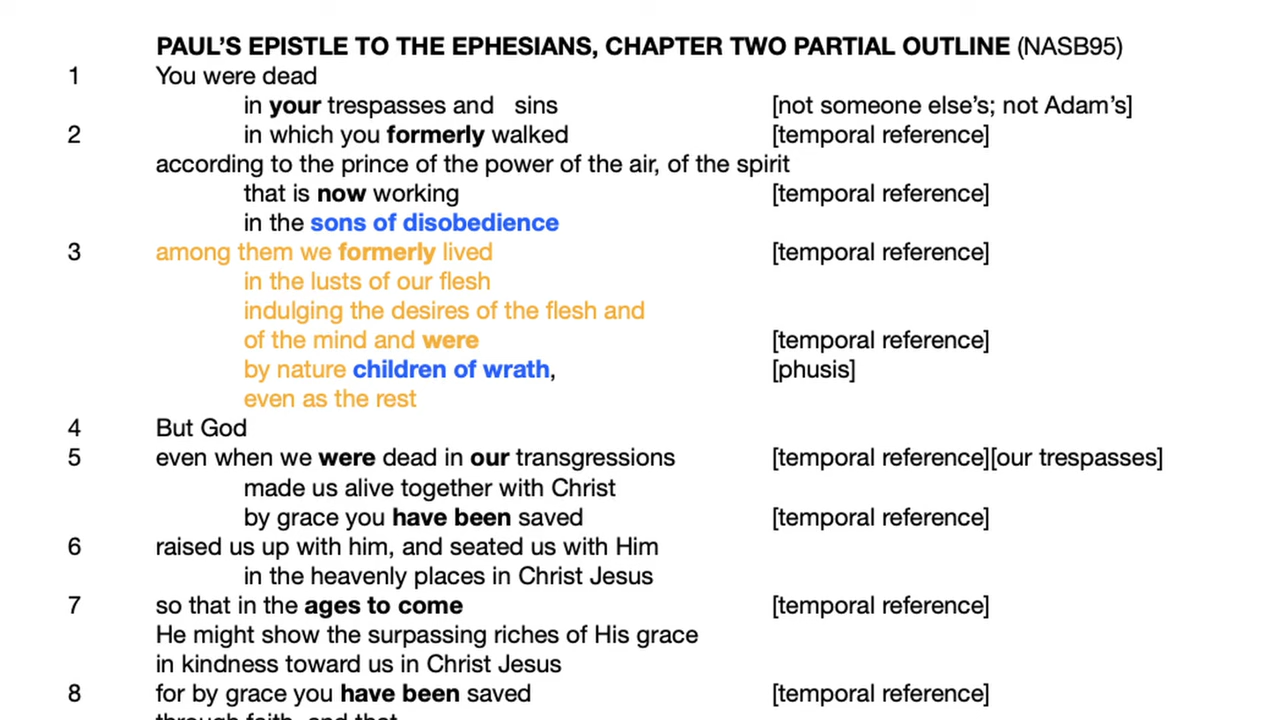 PAUL’S EPISTLE TO THE EPHESIANS, CHAPTER TWO PARTIAL OUTLINE (NASB95)
1 You were dead
in your trespasses and sins [not someone else’s; not Adam’s]
2 in which you formerly walked [temporal reference]
according to the prince of the power of the air, of the spirit
that is now working [temporal reference]
in the sons of disobedience
3 among them we formerly lived [temporal reference]
in the lusts of our flesh
indulging the desires of the flesh and
of the mind and were [temporal reference]
by nature children of wrath, [phusis]
even as the rest
4 But God
5 even when we were dead in our transgressions [temporal reference][our trespasses]
made us alive together with Christ
by grace you have been saved [temporal reference]
6 raised us up with him, and seated us with Him
in the heavenly places in Christ Jesus
7 so that in the ages to come [temporal reference]
He might show the surpassing riches of His grace
in kindness toward us in Christ Jesus
8 for by grace you have been saved [temporal reference]
through faith, and that